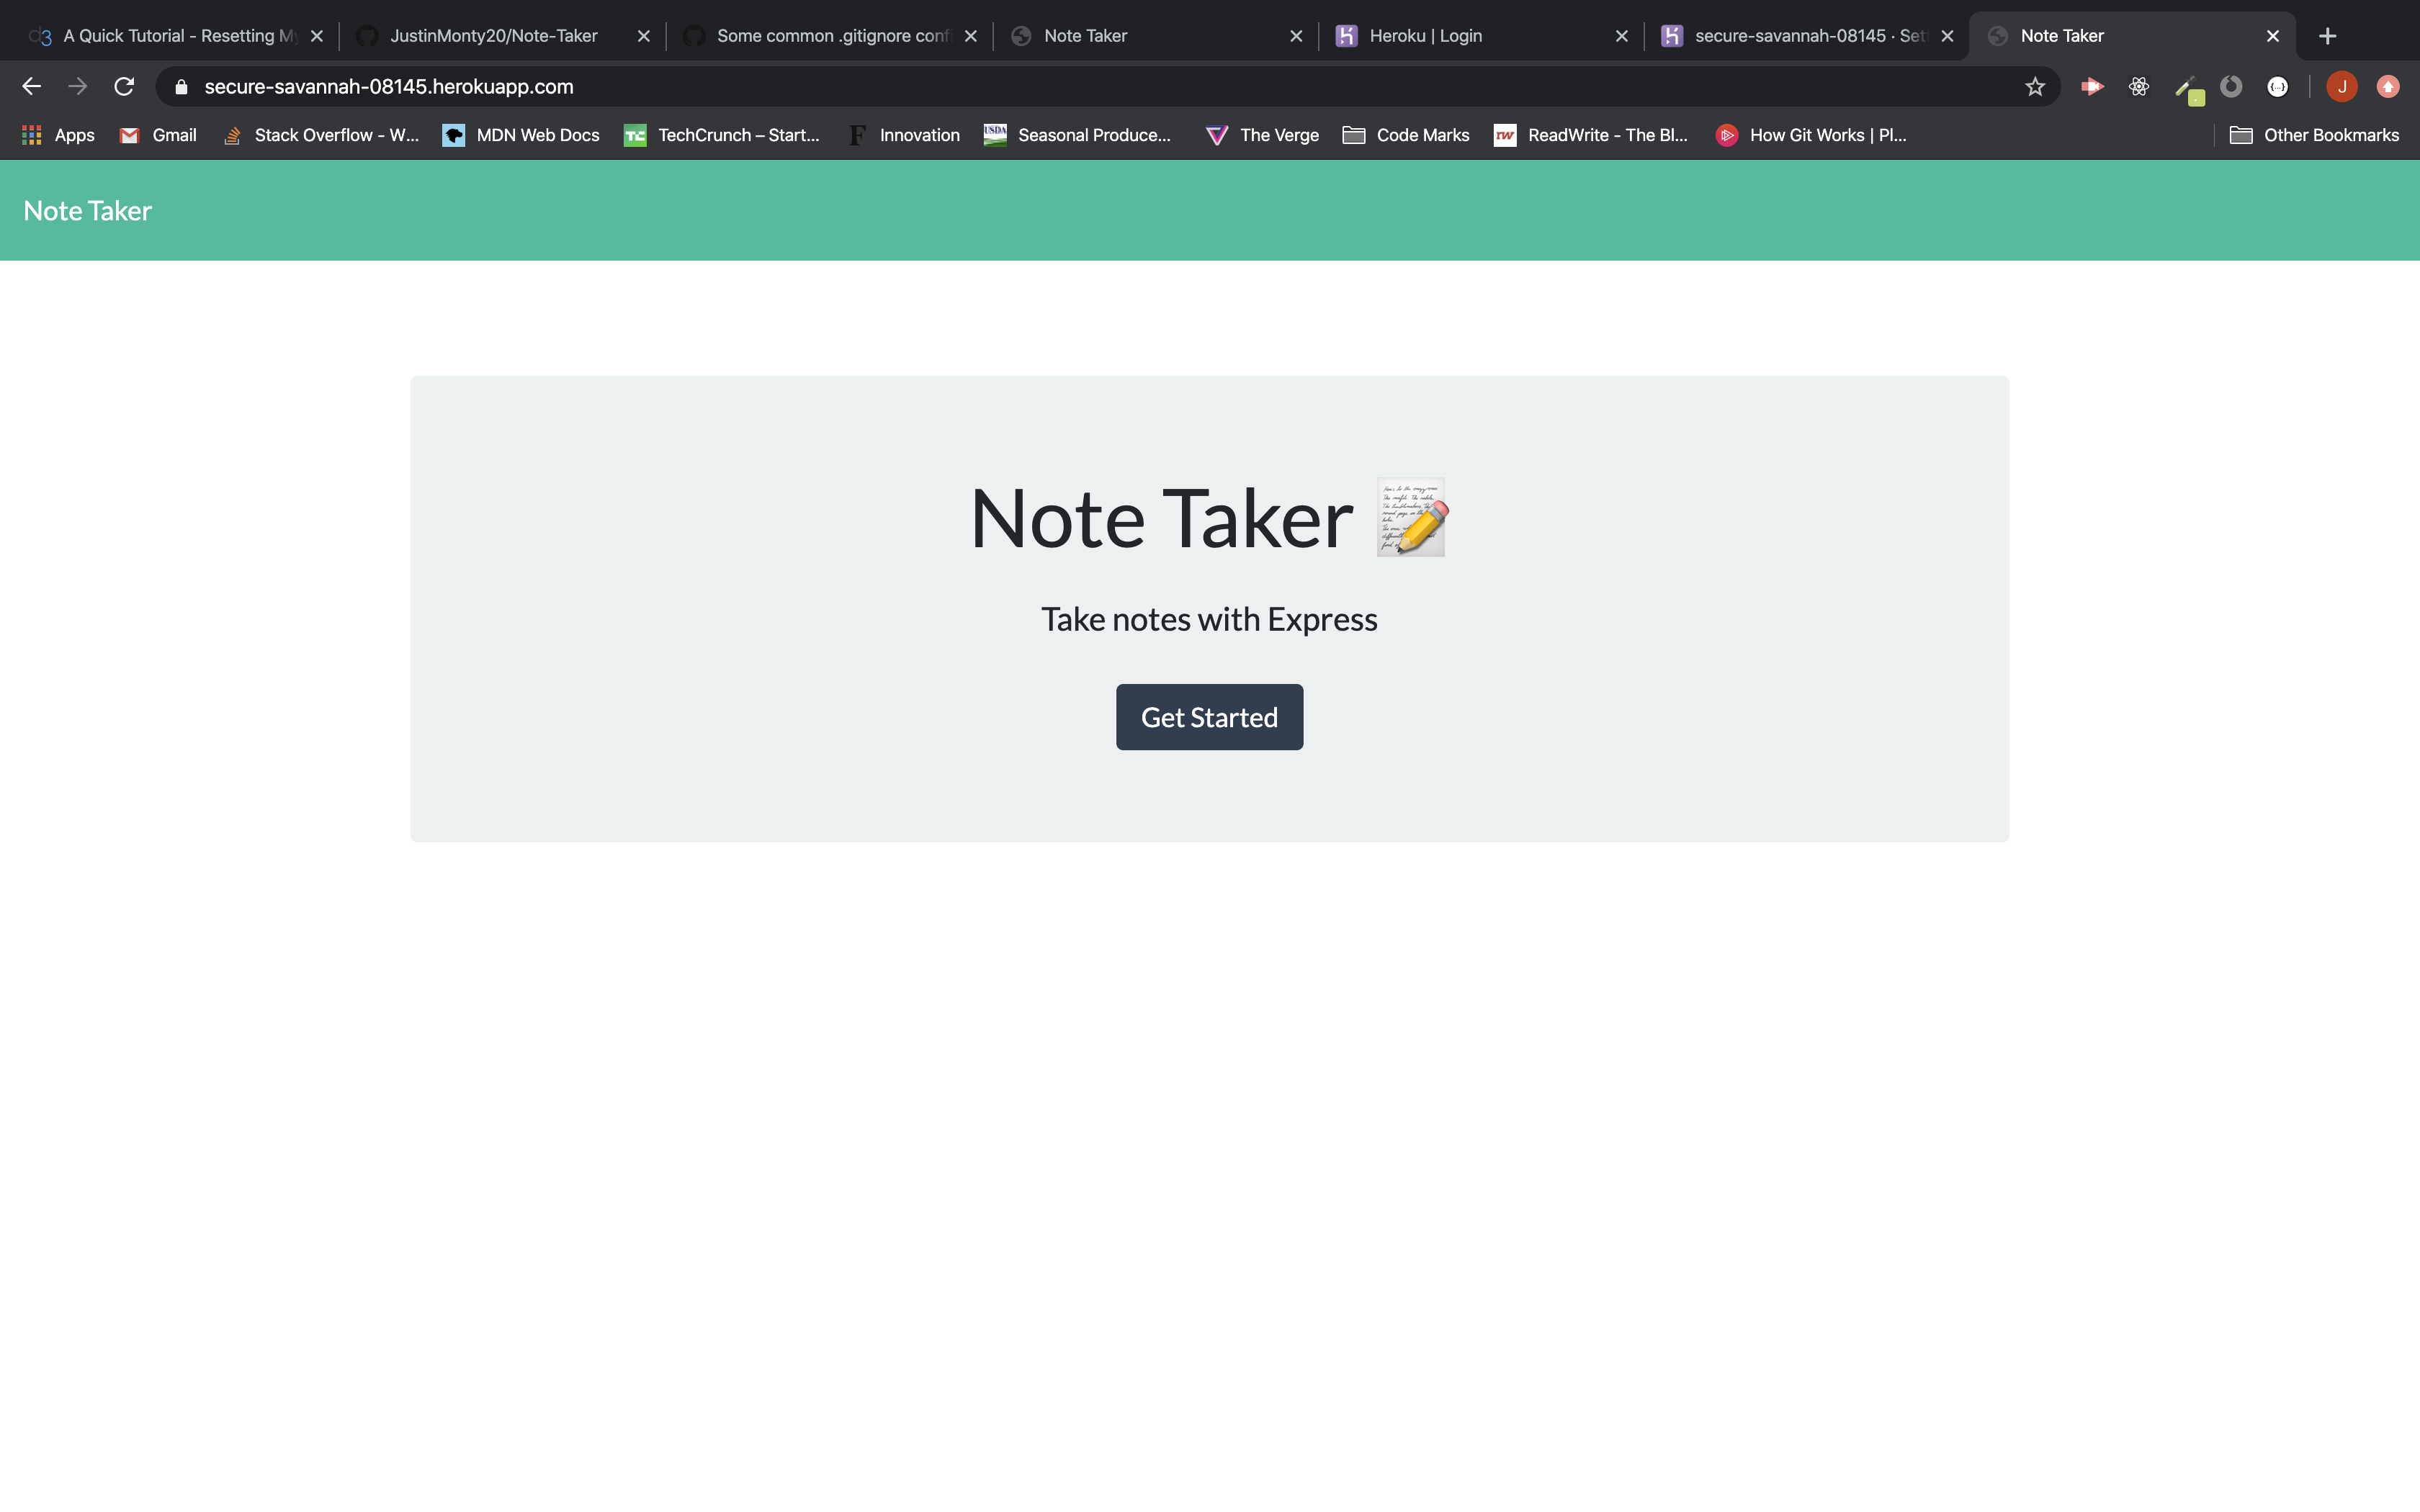 A Quick Tutorial - Resetting My
JustinMonty20/Note-Taker
Some common .gitignore conf
Note Taker
Heroku | Login
secure-savannah-08145 · Set
Note Taker
secure-savannah-08145.herokuapp.com
J
Apps
Gmail
Stack Overflow - W...
MDN Web Docs
TechCrunch – Start...
Innovation
Seasonal Produce...
The Verge
Code Marks
ReadWrite - The Bl...
How Git Works | Pl...
Other Bookmarks
Note Taker
Note Taker
Take notes with Express
Get Started